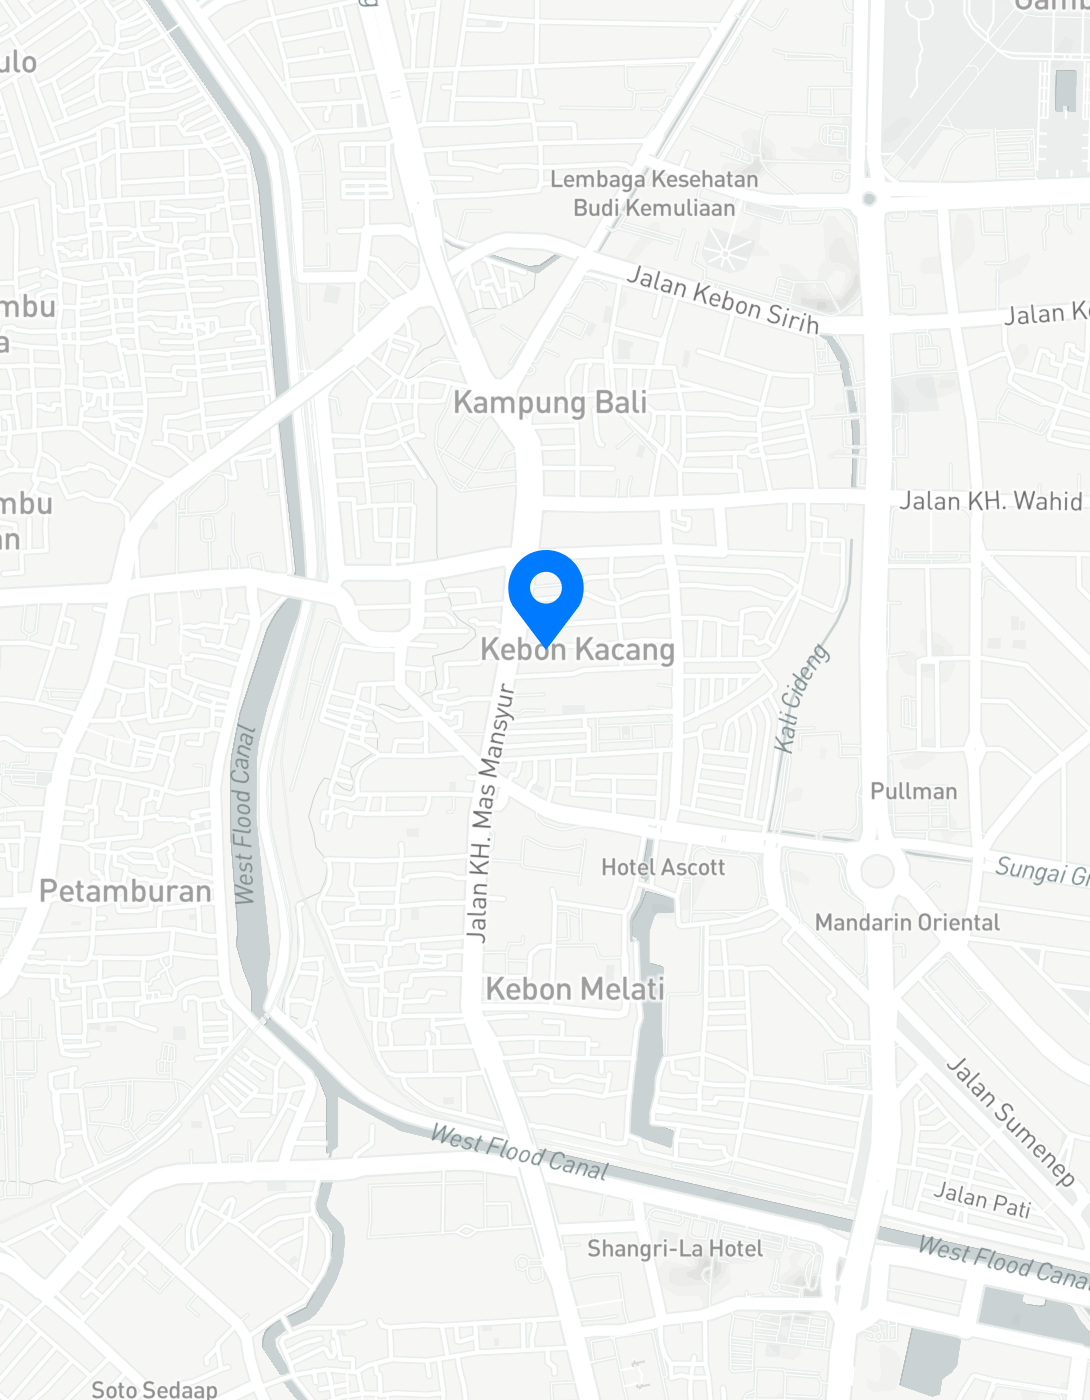 Lembaga Kesehatan
Budi Kemuliaan
Jalan Kebon Sirih
Kampung Bali
Jalan KH. Wahid
Kebon Kacang
Jalan KH. Mas Mansyur
Kali Cideng
West Flood Canal
Pullman
Hotel Ascott
Petamburan
Mandarin Oriental
Kebon Melati
Jalan Sumenep
West Flood Canal
Jalan Pati
Shangri-La Hotel
West Flood Canal
Soto Sedaap